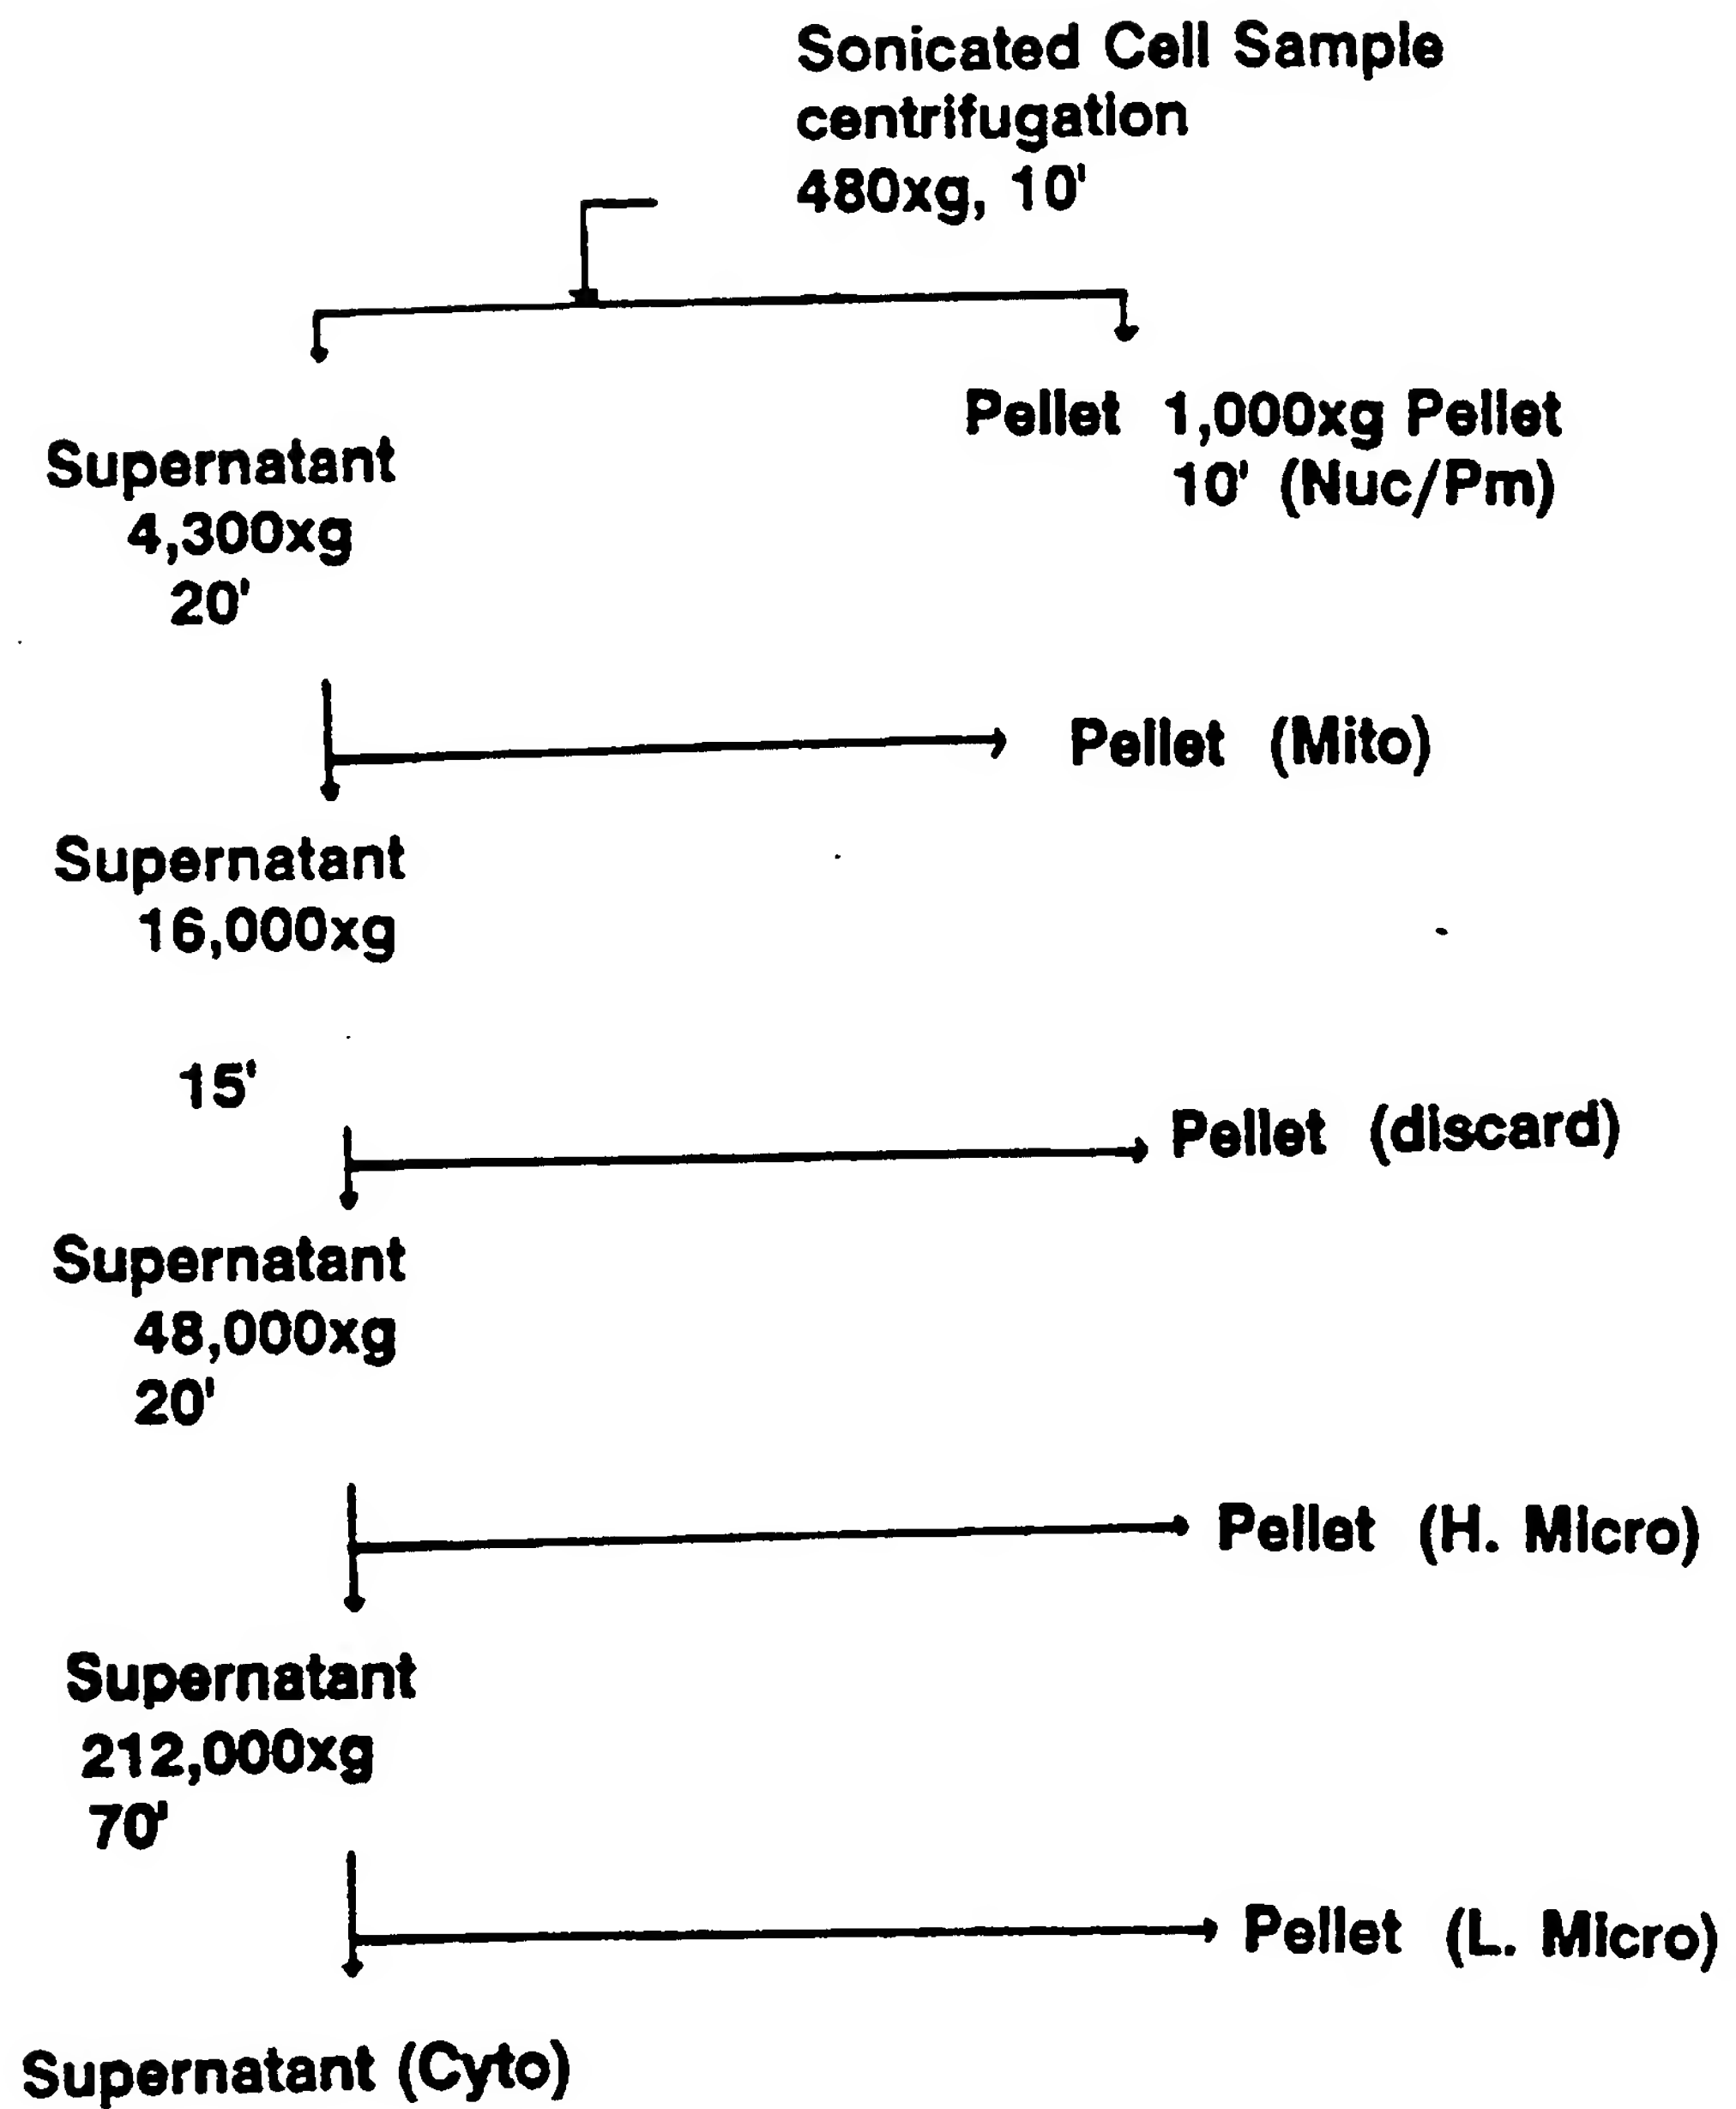 Sonicated Cell Sample
centrifugation
480xg, 10'
Pellet 1,000xg Pellet
10' (Nuc/Pm)
Supernatant
4,300xg
20'
Pellet (Mito)
Supernatant
16,000xg
15'
Pellet (discard)
Supernatant
48,000xg
20'
Pellet (H. Micro)
Supernatant
212,000xg
70'
Pellet (L. Micro)
Supernatant (Cyto)